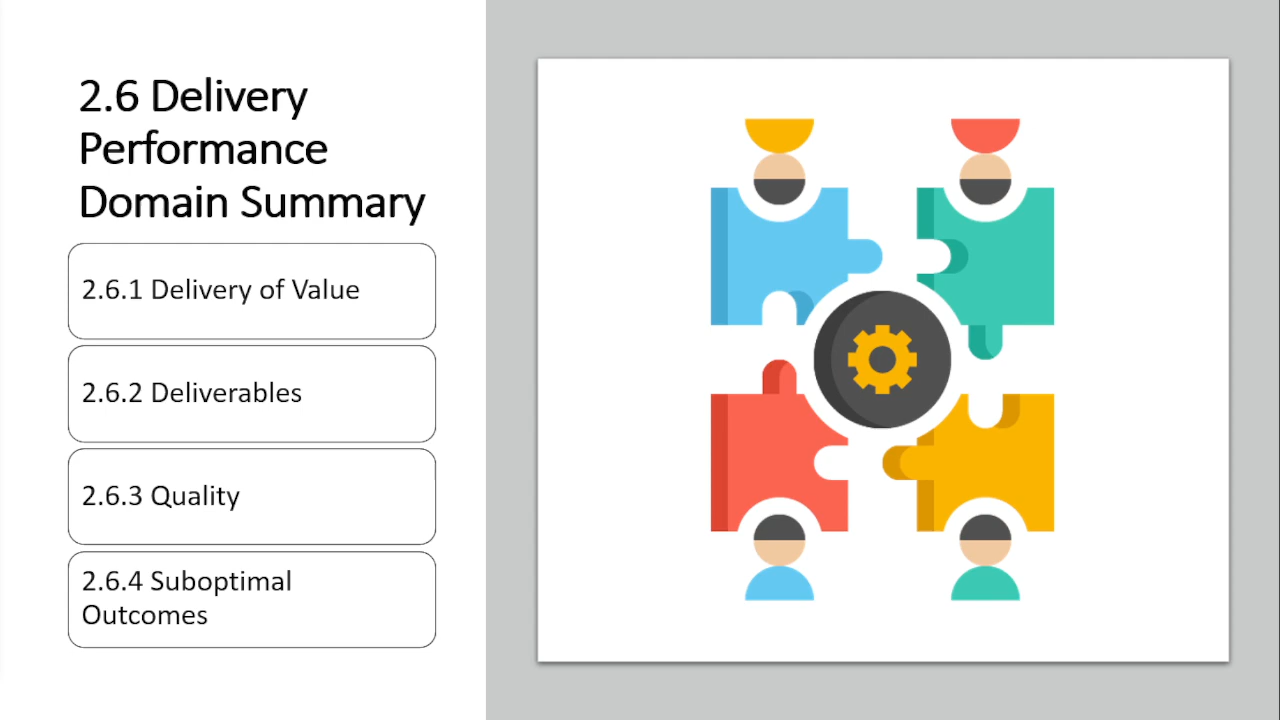 2.6 Delivery
Performance
Domain Summary
2.6.1 Delivery of Value
2.6.2 Deliverables
2.6.3 Quality
2.6.4 Suboptimal
Outcomes